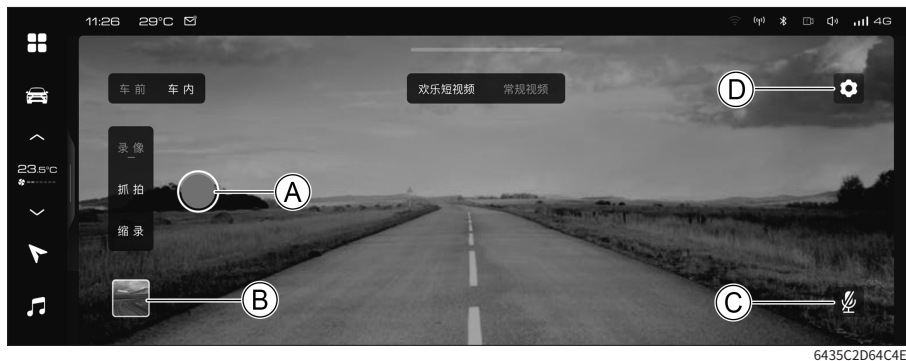 11:26 29°C 4G
车前 车内 欢乐短视频 常规视频 D
录像
23.5°C
抓拍 A
缩录
B C
6435C2D64C4E